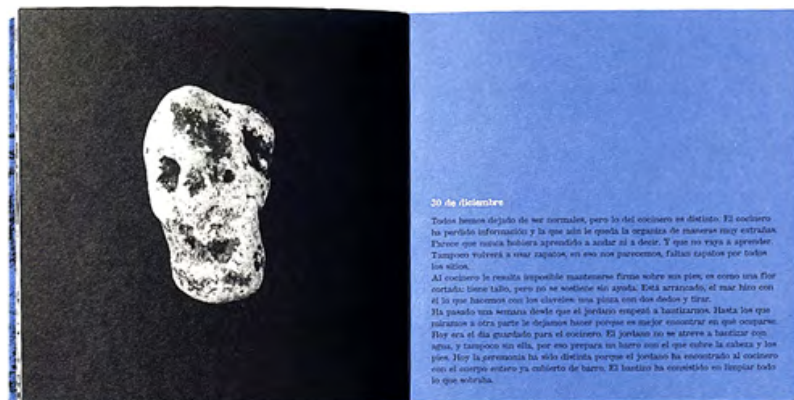 30 de diciembre
Todos hemos dejado de ser normales, pero lo del cocinero es distinto. El cocinero
ha perdido información y la que aún le queda la organiza de maneras muy extrañas.
Parece que nunca hubiera aprendido a andar ni a decir. Y que no vaya a aprender.
Tampoco volverá a usar zapatos, en eso nos parecemos, faltan zapatos por todos
los sitios.
Al cocinero le resulta imposible mantenerse firme sobre sus pies, es como una flor
cortada: tiene tallo, pero no se sostiene sin ayuda. Está arrancado, el mar hizo con
él lo que hacemos con los claveles: una pinza con dos dedos y tirar.
Ha pasado una semana desde que el jordano empezó a bautizarnos. Hasta los que
miramos a otra parte le dejamos hacer porque es mejor encontrar en qué ocuparse.
Hoy era el día guardado para el cocinero. El jordano no se atreve a bautizar con
agua, y tampoco sin ella, por eso prepara un barro con el que cubre la cabeza y los
pies. Hoy la ceremonia ha sido distinta porque el jordano ha encontrado al cocinero
con el cuerpo entero ya cubierto de barro. El bautizo ha consistido en limpiar todo
lo que sobraba.